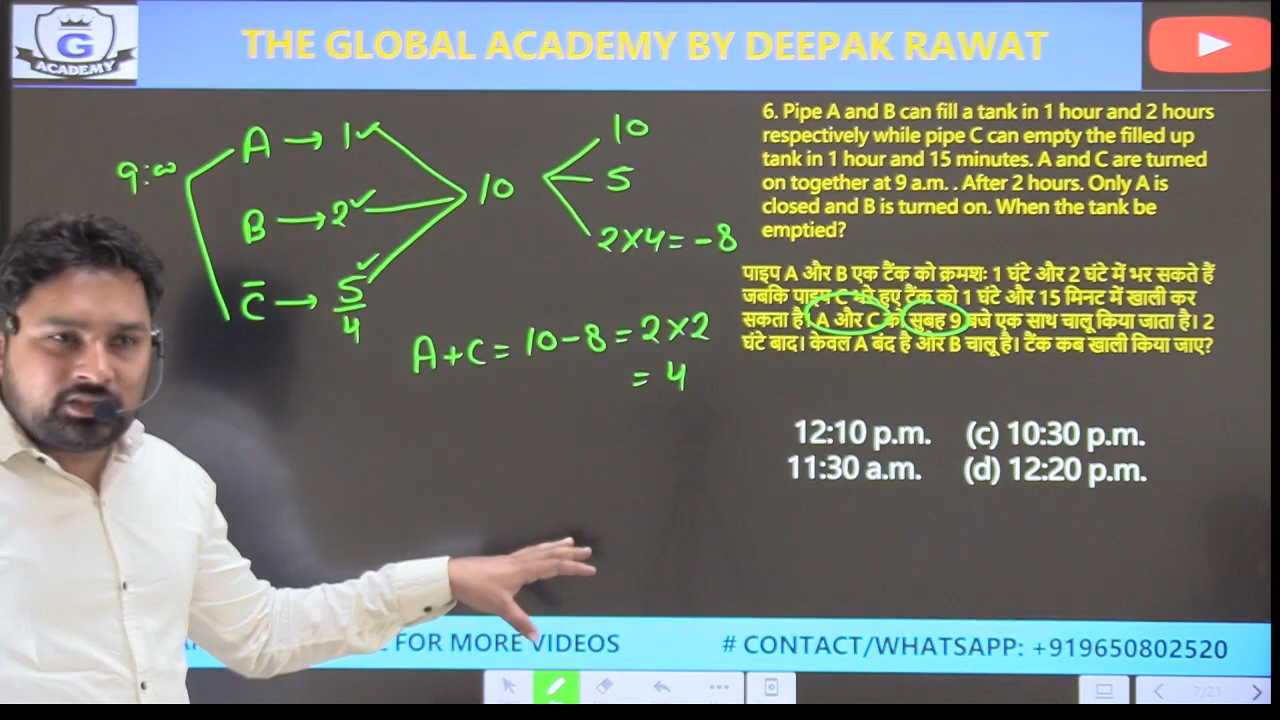 G
ACADEMY
THE GLOBAL ACADEMY BY DEEPAK RAWAT
9:00
A → 1 ✓
B → 2 ✓
C̅ → 5/4 ✓
10
10
5
2×4 = -8
A+C = 10-8 = 2×2
= 4
6. Pipe A and B can fill a tank in 1 hour and 2 hours
respectively while pipe C can empty the filled up
tank in 1 hour and 15 minutes. A and C are turned
on together at 9 a.m. . After 2 hours. Only A is
closed and B is turned on. When the tank be
emptied?
पाइप A और B एक टैंक को क्रमशः 1 घंटे और 2 घंटे में भर सकते हैं
जबकि पाइप C भरे हुए टैंक को 1 घंटे और 15 मिनट में खाली कर
सकता है। A और C को सुबह 9 बजे एक साथ चालू किया जाता है। 2
घंटे बाद। केवल A बंद है और B चालू है। टैंक कब खाली किया जाए?
12:10 p.m. (c) 10:30 p.m.
11:30 a.m. (d) 12:20 p.m.
FOR MORE VIDEOS
# CONTACT/WHATSAPP: +919650802520
7/21